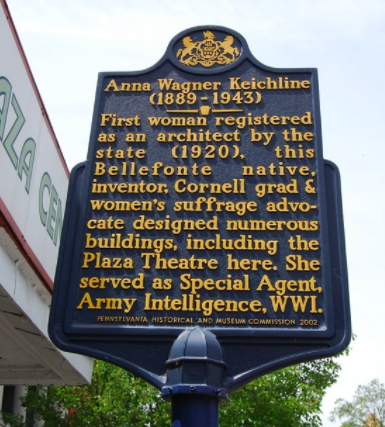 Anna Wagner Keichline
(1889-1943)
First woman registered
as an architect by the
state (1920), this
Bellefonte native,
inventor, Cornell grad &
women's suffrage advo-
cate designed numerous
buildings, including the
Plaza Theatre here. She
served as Special Agent,
Army Intelligence, WWI.
PENNSYLVANIA HISTORICAL AND MUSEUM COMMISSION 2002
AZA CEN